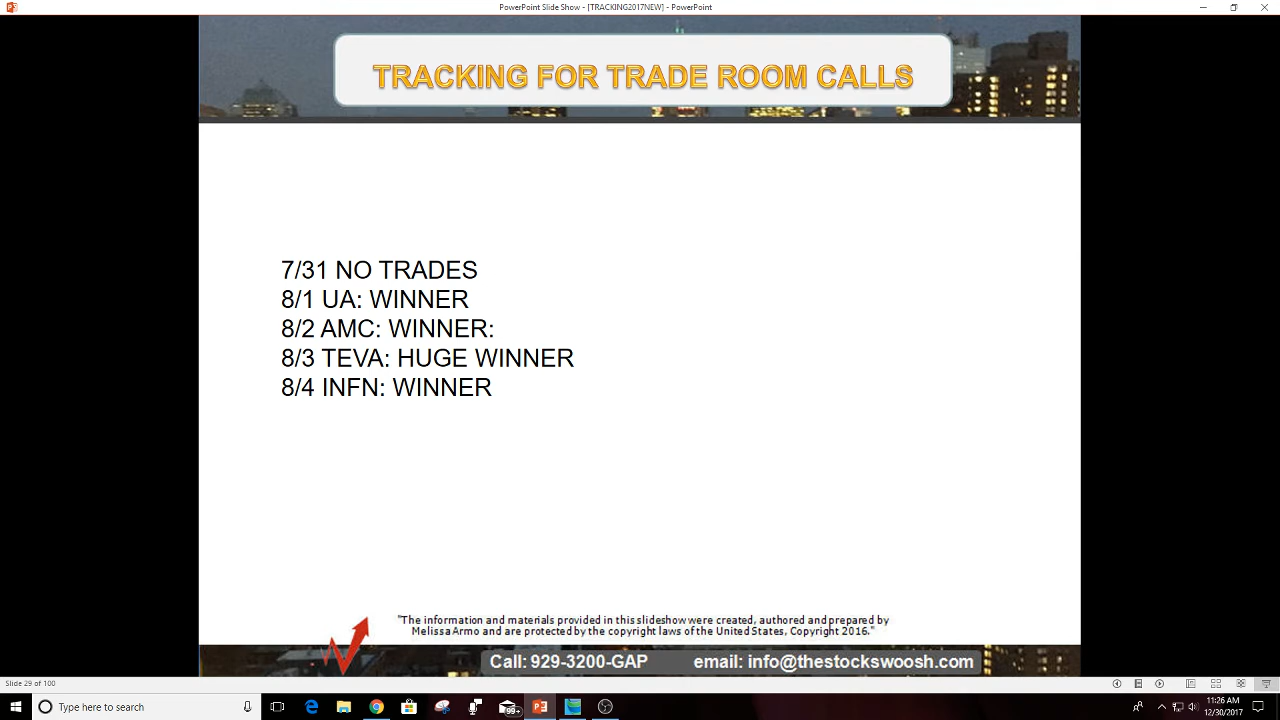 PowerPoint Slide Show - [TRACKING2017NEW] - PowerPoint
TRACKING FOR TRADE ROOM CALLS
7/31 NO TRADES
8/1 UA: WINNER
8/2 AMC: WINNER:
8/3 TEVA: HUGE WINNER
8/4 INFN: WINNER
"The information and materials provided in this slideshow were created, authored and prepared by
Melissa Armo and are protected by the copyright laws of the United States, Copyright 2016."
Call: 929-3200-GAP email: info@thestockswoosh.com
Slide 29 of 100
Type here to search
99+
11:26 AM
12/30/2017